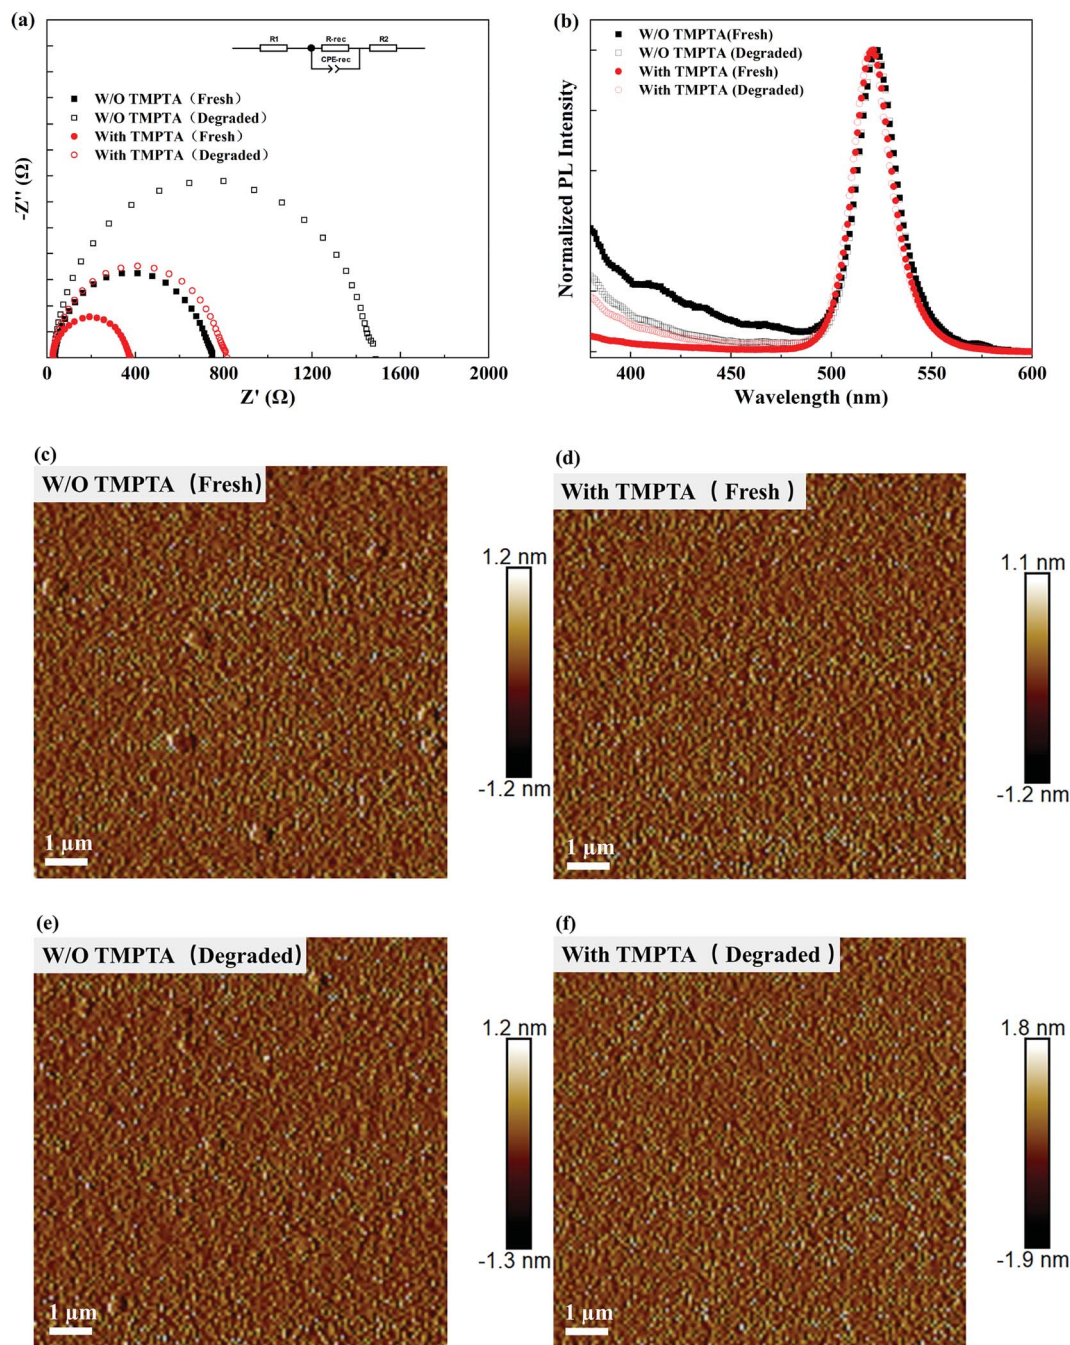 (a)
R1
R-rec
R2
CPE-rec
W/O TMPTA（Fresh）
W/O TMPTA（Degraded）
With TMPTA（Fresh）
With TMPTA（Degraded）
-Z'' (Ω)
0
400
800
1200
1600
2000
Z' (Ω)
(b)
W/O TMPTA(Fresh)
W/O TMPTA (Degraded)
With TMPTA (Fresh)
With TMPTA (Degraded)
Normalized PL Intensity
400
450
500
550
600
Wavelength (nm)
(c)
W/O TMPTA（Fresh）
1.2 nm
-1.2 nm
1 μm
(d)
With TMPTA（ Fresh ）
1.1 nm
-1.2 nm
1 μm
(e)
W/O TMPTA（Degraded）
1.2 nm
-1.3 nm
1 μm
(f)
With TMPTA（ Degraded ）
1.8 nm
-1.9 nm
1 μm